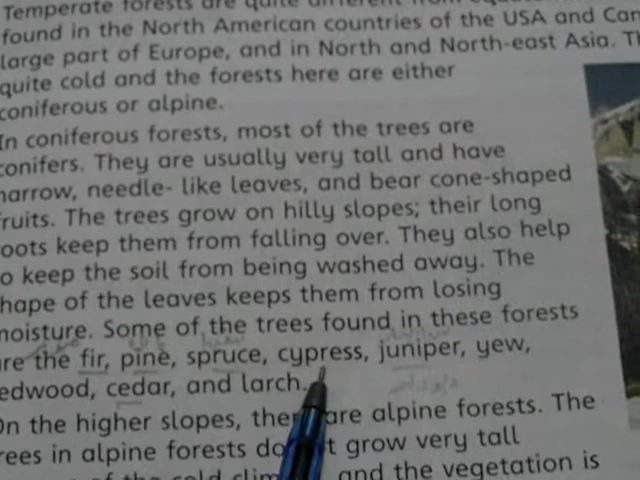 Temperate forests are quite different from
found in the North American countries of the USA and
large part of Europe, and in North and North-east Asia.
quite cold and the forests here are either
coniferous or alpine.
In coniferous forests, most of the trees are
conifers. They are usually very tall and have
narrow, needle- like leaves, and bear cone-shaped
fruits. The trees grow on hilly slopes; their long
oots keep them from falling over. They also help
o keep the soil from being washed away. The
hape of the leaves keeps them from losing
moisture. Some of the trees found in these forests
are the fir, pine, spruce, cypress, juniper, yew,
edwood, cedar, and larch.
On the higher slopes, there are alpine forests. The
rees in alpine forests do t grow very tall
of the cold and the vegetation is